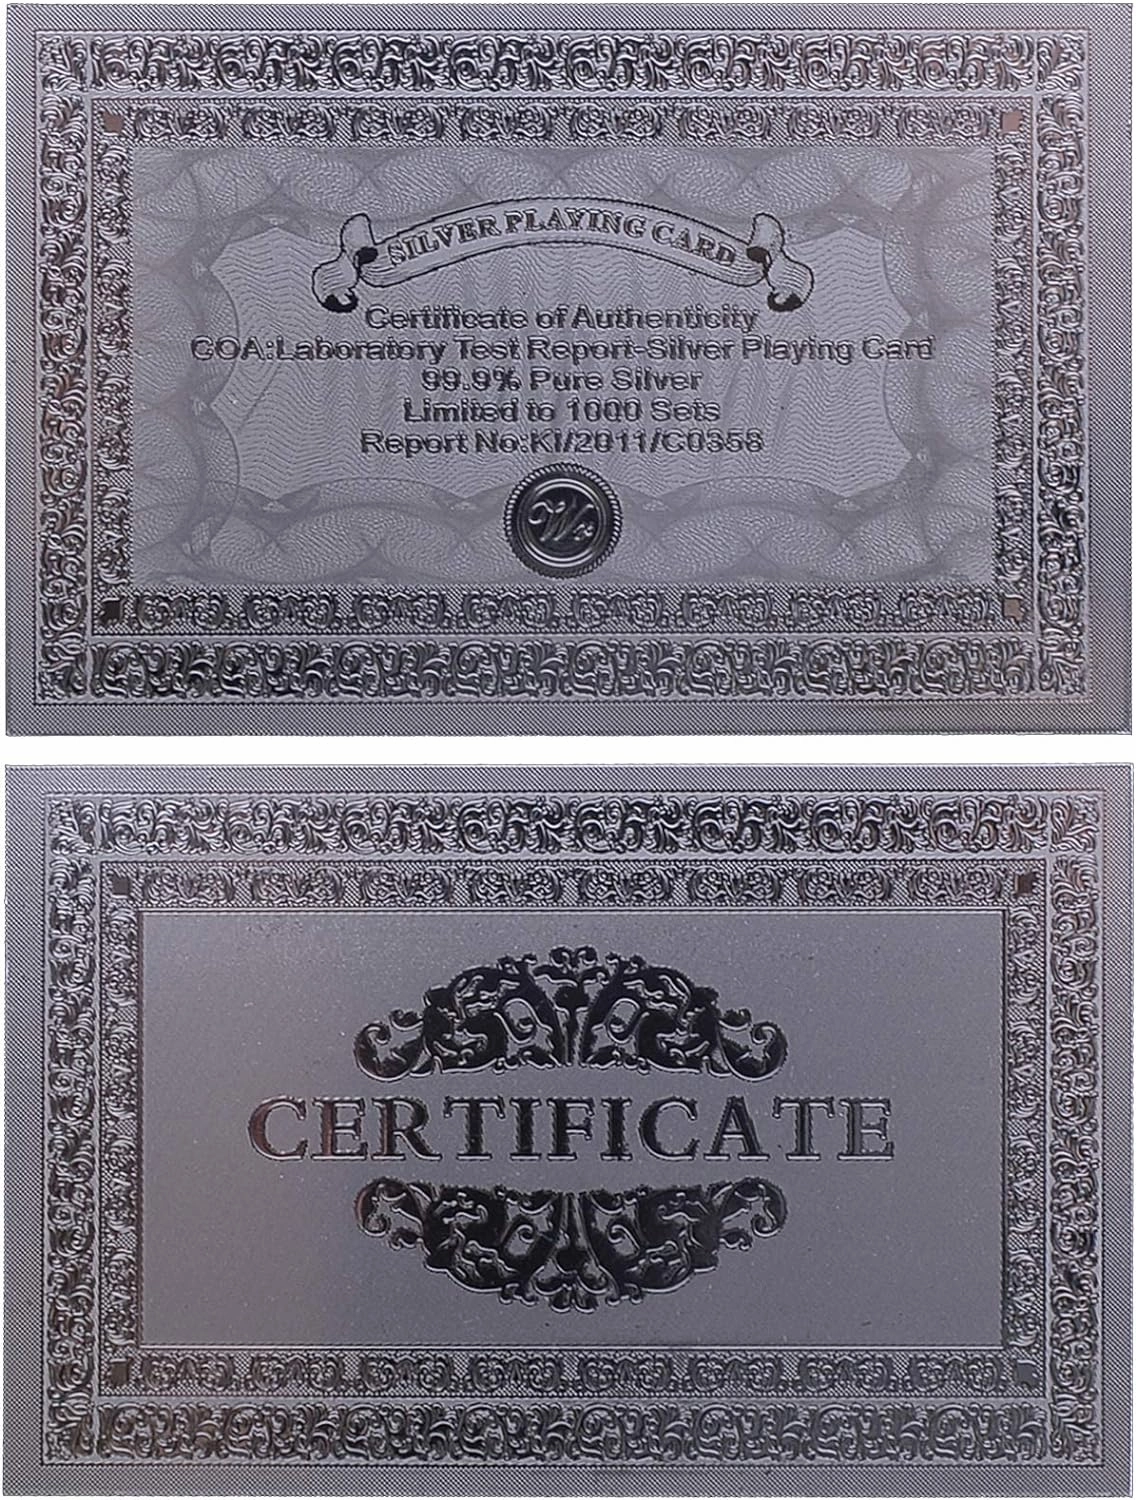 SILVER PLAYING CARD
Certificate of Authenticity
COA:Laboratory Test Report-Silver Playing Card
99.9% Pure Silver
Limited to 1000 Sets
Report No:KI/2011/C0358
W
CERTIFICATE